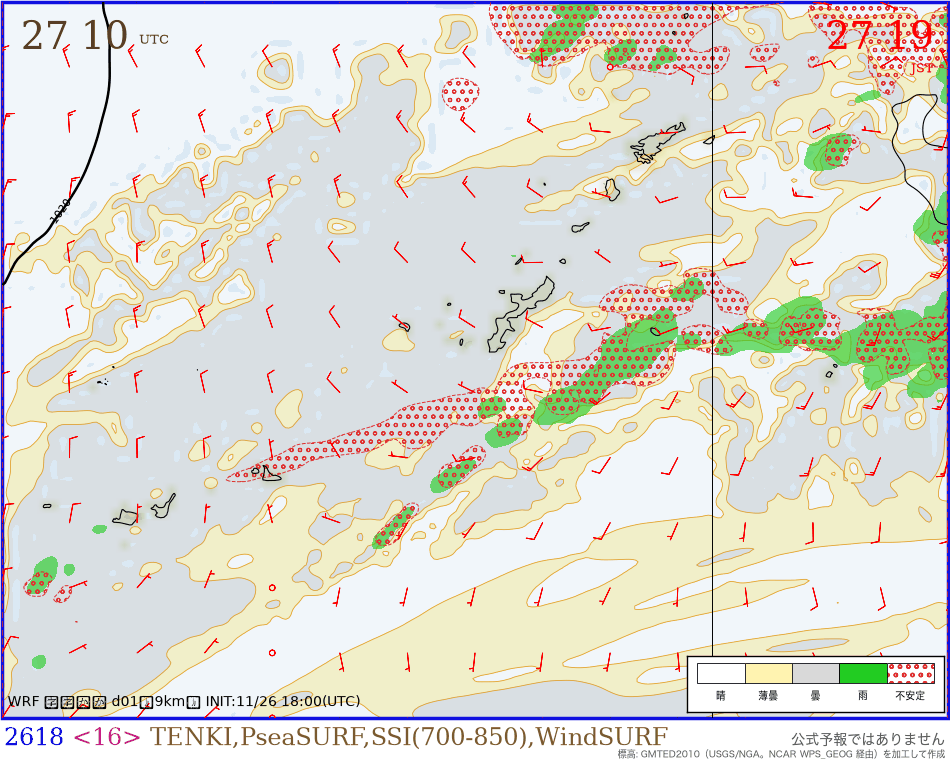 27 10 UTC
27 19
JST
1020
WRF d01 9km INIT:11/26 18:00(UTC)
晴 薄曇 曇 雨 不安定
2618 <16> TENKI,PseaSURF,SSI(700-850),WindSURF
公式予報ではありません
標高: GMTED2010（USGS/NGA。NCAR WPS_GEOG 経由）を加工して作成